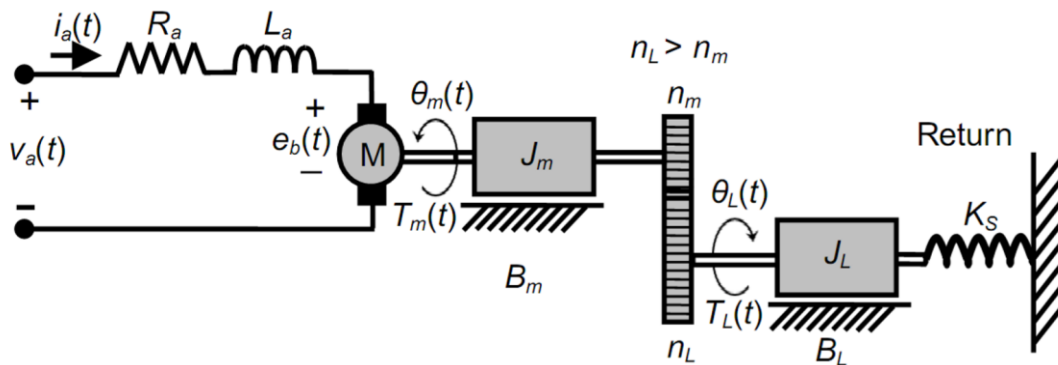 i_a(t)
R_a
L_a
n_L > n_m
+
+
θ_m(t)
n_m
Return
v_a(t)
e_b(t)
M
J_m
−
−
T_m(t)
θ_L(t)
K_S
J_L
B_m
T_L(t)
n_L
B_L